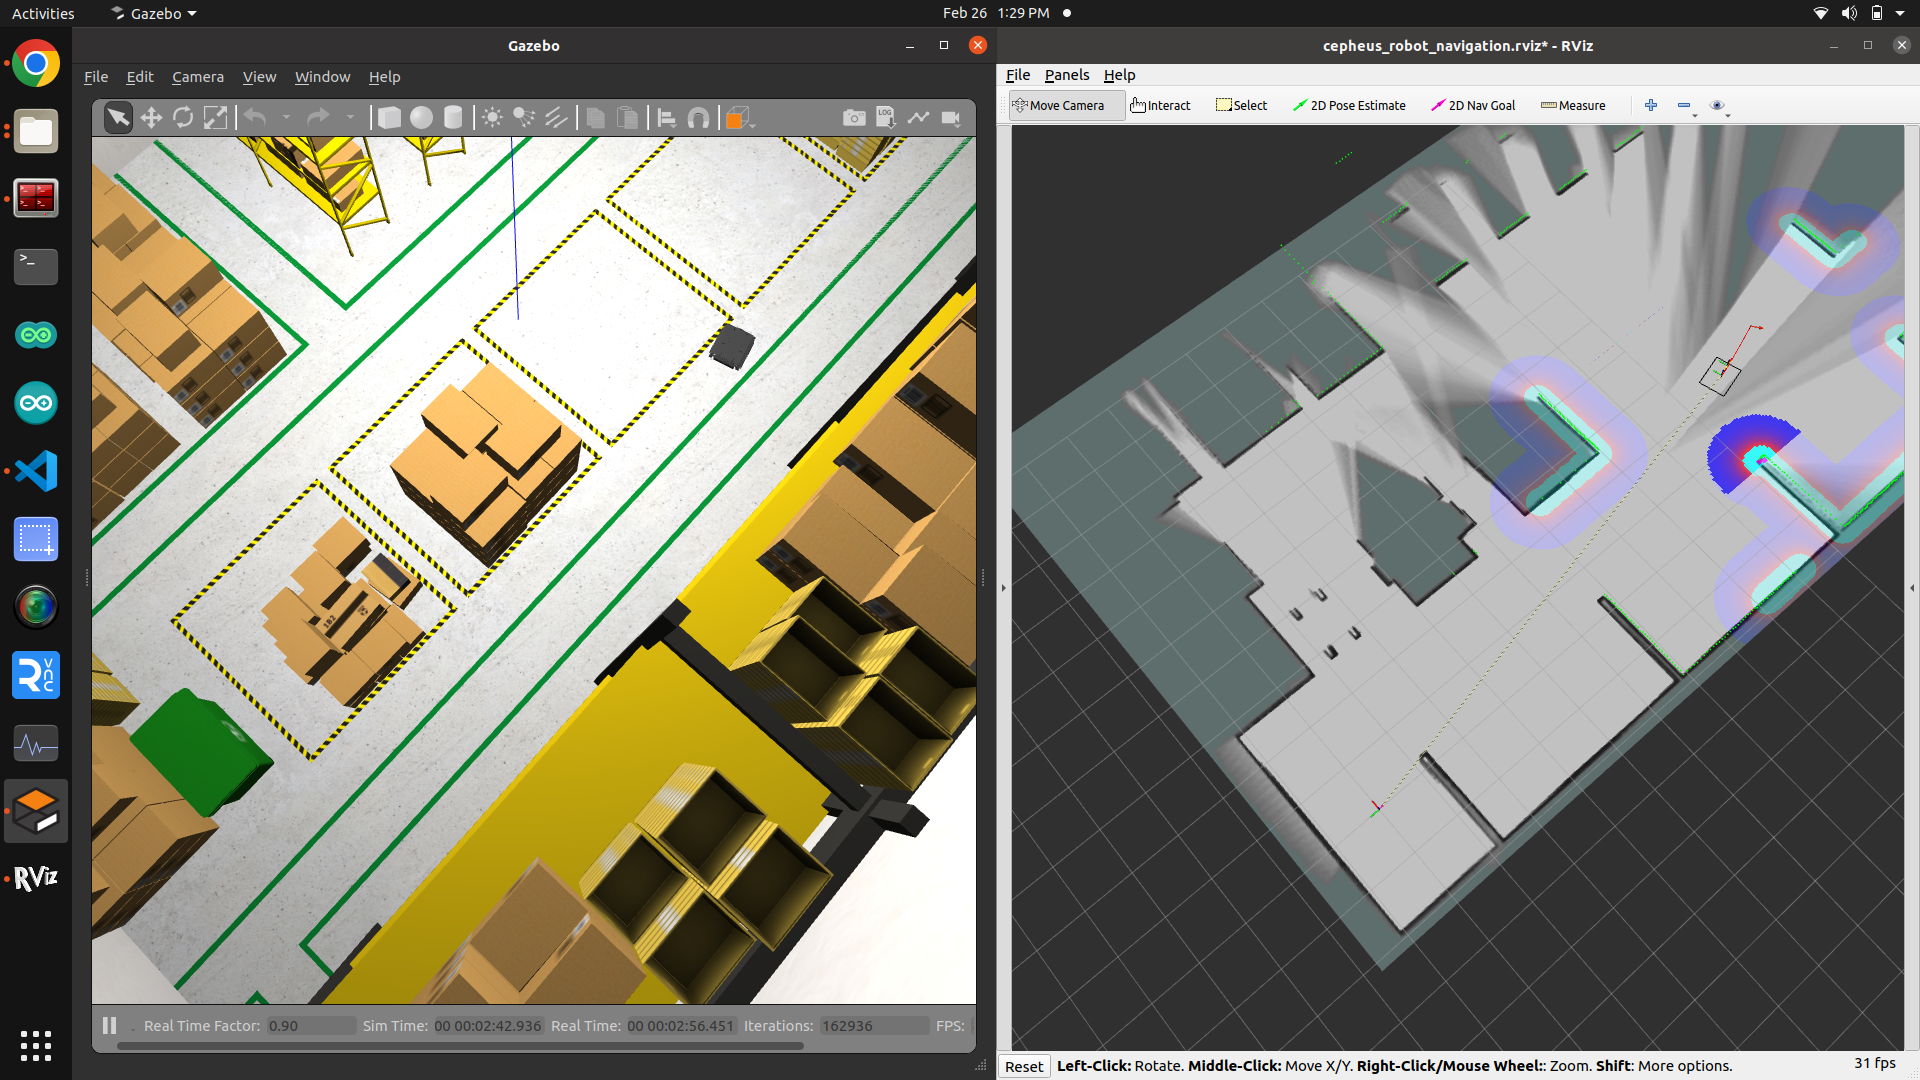 Activities
Gazebo
Feb 26 1:29 PM
Gazebo
File Edit Camera View Window Help
LOG
182
Real Time Factor: 0.90 Sim Time: 00 00:02:42.936 Real Time: 00 00:02:56.451 Iterations: 162936 FPS:
cepheus_robot_navigation.rviz* - RViz
File Panels Help
Move Camera Interact Select 2D Pose Estimate 2D Nav Goal Measure
Reset Left-Click: Rotate. Middle-Click: Move X/Y. Right-Click/Mouse Wheel:: Zoom. Shift: More options. 31 fps
VNC
RViz